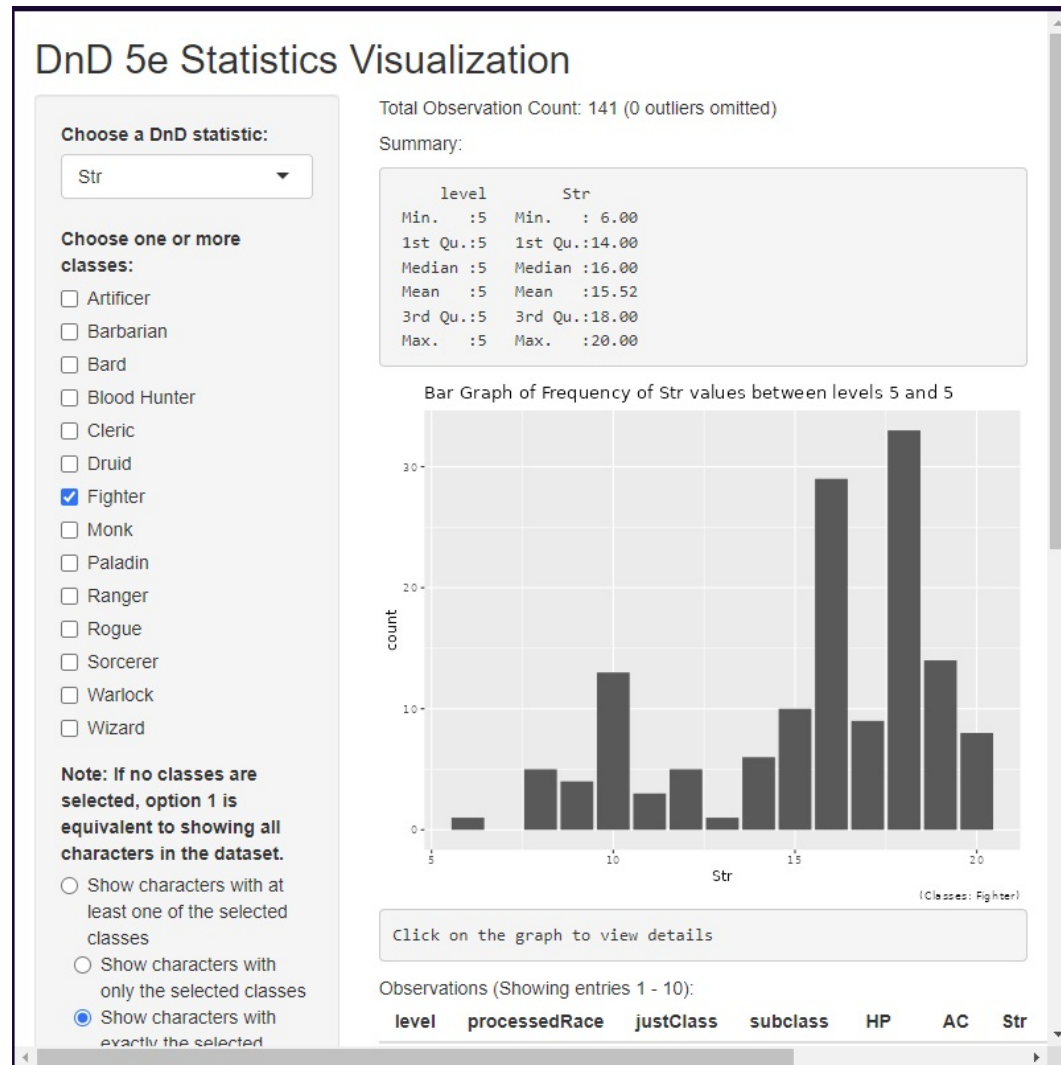 DnD 5e Statistics Visualization
Choose a DnD statistic:
Str
Choose one or more
classes:
Artificer
Barbarian
Bard
Blood Hunter
Cleric
Druid
Fighter
Monk
Paladin
Ranger
Rogue
Sorcerer
Warlock
Wizard
Note: If no classes are
selected, option 1 is
equivalent to showing all
characters in the dataset.
Show characters with at
least one of the selected
classes
Show characters with
only the selected classes
Show characters with
exactly the selected
Total Observation Count: 141 (0 outliers omitted)
Summary:
level Str
Min. :5 Min. : 6.00
1st Qu.:5 1st Qu.:14.00
Median :5 Median :16.00
Mean :5 Mean :15.52
3rd Qu.:5 3rd Qu.:18.00
Max. :5 Max. :20.00
Bar Graph of Frequency of Str values between levels 5 and 5
30
20
10
0
count
5 10 15 20
Str
(Classes: Fighter)
Click on the graph to view details
Observations (Showing entries 1 - 10):
level processedRace justClass subclass HP AC Str